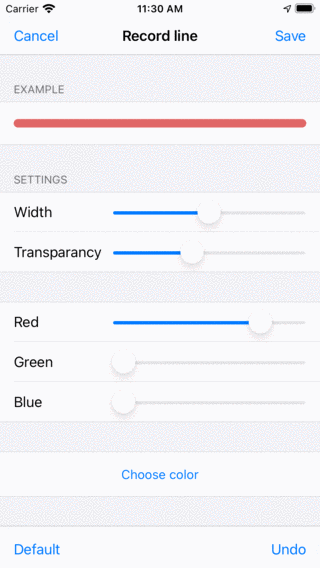 Carrier 11:30 AM
Cancel Record line Save
EXAMPLE
SETTINGS
Width
Transparancy
Red
Green
Blue
Choose color
Default Undo